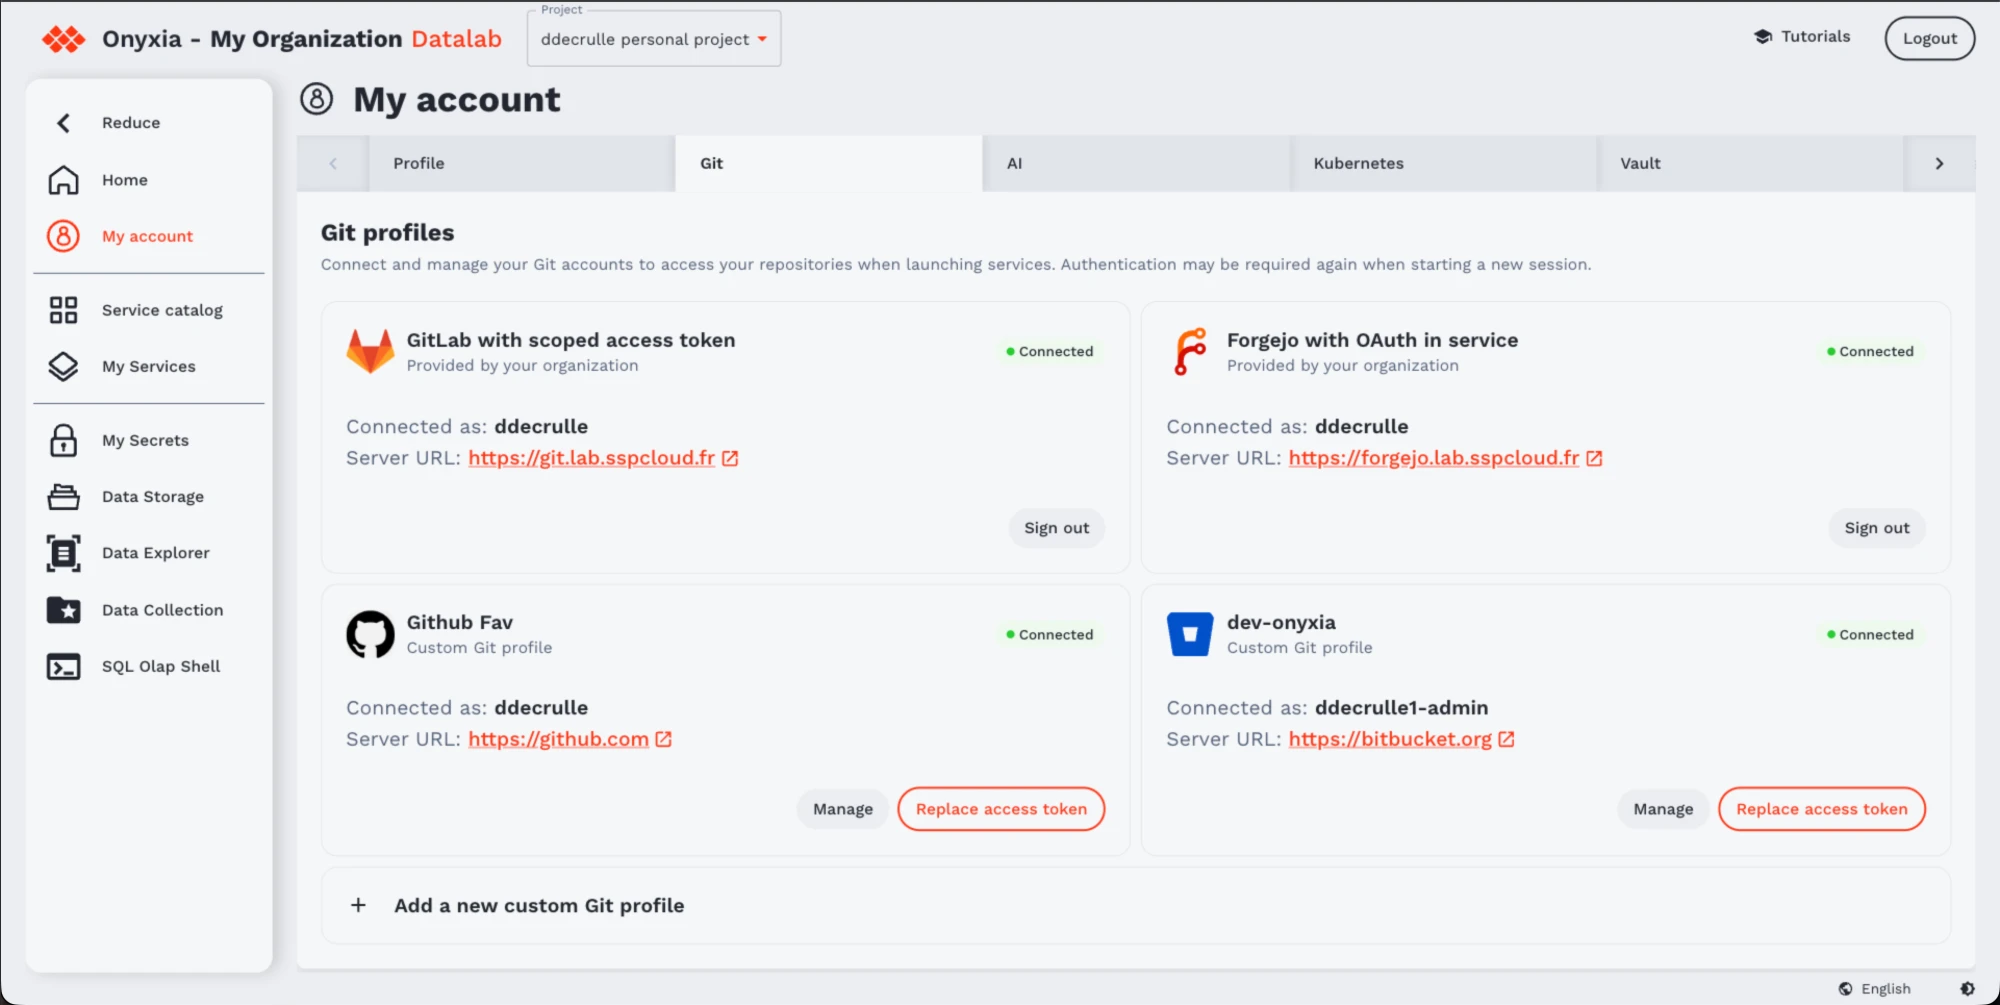 Onyxia - My Organization Datalab
Project
ddecrulle personal project
Tutorials
Logout
Reduce
Home
My account
Service catalog
My Services
My Secrets
Data Storage
Data Explorer
Data Collection
SQL Olap Shell
My account
Profile
Git
AI
Kubernetes
Vault
Git profiles
Connect and manage your Git accounts to access your repositories when launching services. Authentication may be required again when starting a new session.
GitLab with scoped access token
Provided by your organization
Connected
Connected as: ddecrulle
Server URL: https://git.lab.sspcloud.fr
Sign out
Forgejo with OAuth in service
Provided by your organization
Connected
Connected as: ddecrulle
Server URL: https://forgejo.lab.sspcloud.fr
Sign out
Github Fav
Custom Git profile
Connected
Connected as: ddecrulle
Server URL: https://github.com
Manage
Replace access token
dev-onyxia
Custom Git profile
Connected
Connected as: ddecrulle1-admin
Server URL: https://bitbucket.org
Manage
Replace access token
Add a new custom Git profile
English